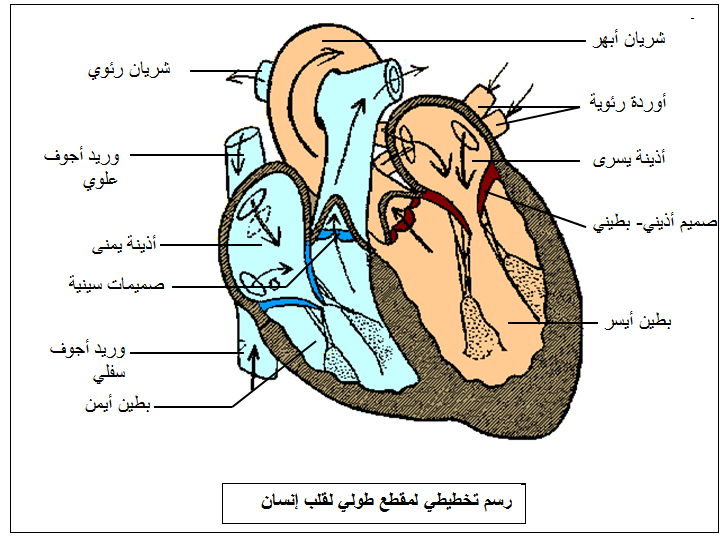 شريان أبهر
شريان رئوي
أوردة رئوية
وريد أجوف
علوي
أذينة يسرى
صميم أذيني- بطيني
أذينة يمنى
صميمات سينية
بطين أيسر
وريد أجوف
سفلي
بطين أيمن
رسم تخطيطي لمقطع طولي لقلب إنسان